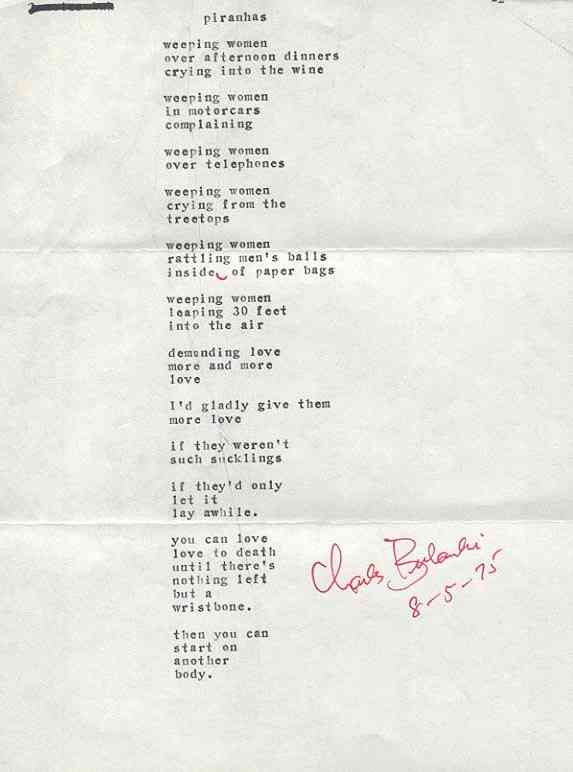 piranhas
weeping women
over afternoon dinners
crying into the wine
weeping women
in motorcars
complaining
weeping women
over telephones
weeping women
crying from the
treetops
weeping women
rattling men's balls
inside of paper bags
weeping women
leaping 30 feet
into the air
demanding love
more and more
love
I'd gladly give them
more love
if they weren't
such sucklings
if they'd only
let it
lay awhile.
you can love
love to death
until there's
nothing left
but a
wristbone.
then you can
start on
another
body.
Charles Bukowski
8-5-75